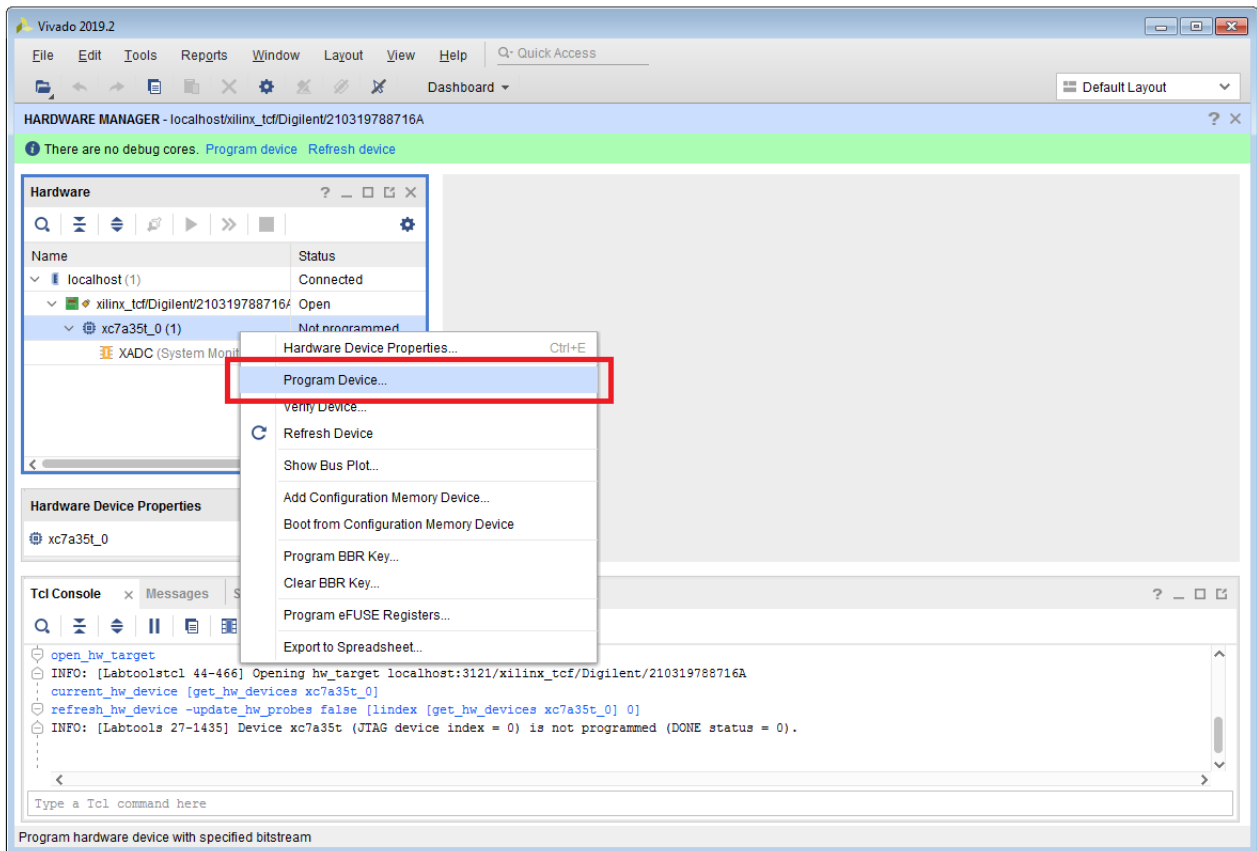 Vivado 2019.2
File Edit Tools Reports Window Layout View Help Q- Quick Access
Dashboard Default Layout
HARDWARE MANAGER - localhost/xilinx_tcf/Digilent/210319788716A
There are no debug cores. Program device Refresh device
Hardware
Name Status
localhost (1) Connected
xilinx_tcf/Digilent/210319788716A Open
xc7a35t_0 (1) Not programmed
XADC (System Monit
Hardware Device Properties... Ctrl+E
Program Device...
Verify Device...
Refresh Device
Show Bus Plot...
Add Configuration Memory Device...
Boot from Configuration Memory Device
Program BBR Key...
Clear BBR Key...
Program eFUSE Registers...
Export to Spreadsheet...
Hardware Device Properties
xc7a35t_0
Tcl Console Messages S
open_hw_target
INFO: [Labtoolstcl 44-466] Opening hw_target localhost:3121/xilinx_tcf/Digilent/210319788716A
current_hw_device [get_hw_devices xc7a35t_0]
refresh_hw_device -update_hw_probes false [lindex [get_hw_devices xc7a35t_0] 0]
INFO: [Labtools 27-1435] Device xc7a35t (JTAG device index = 0) is not programmed (DONE status = 0).
Type a Tcl command here
Program hardware device with specified bitstream